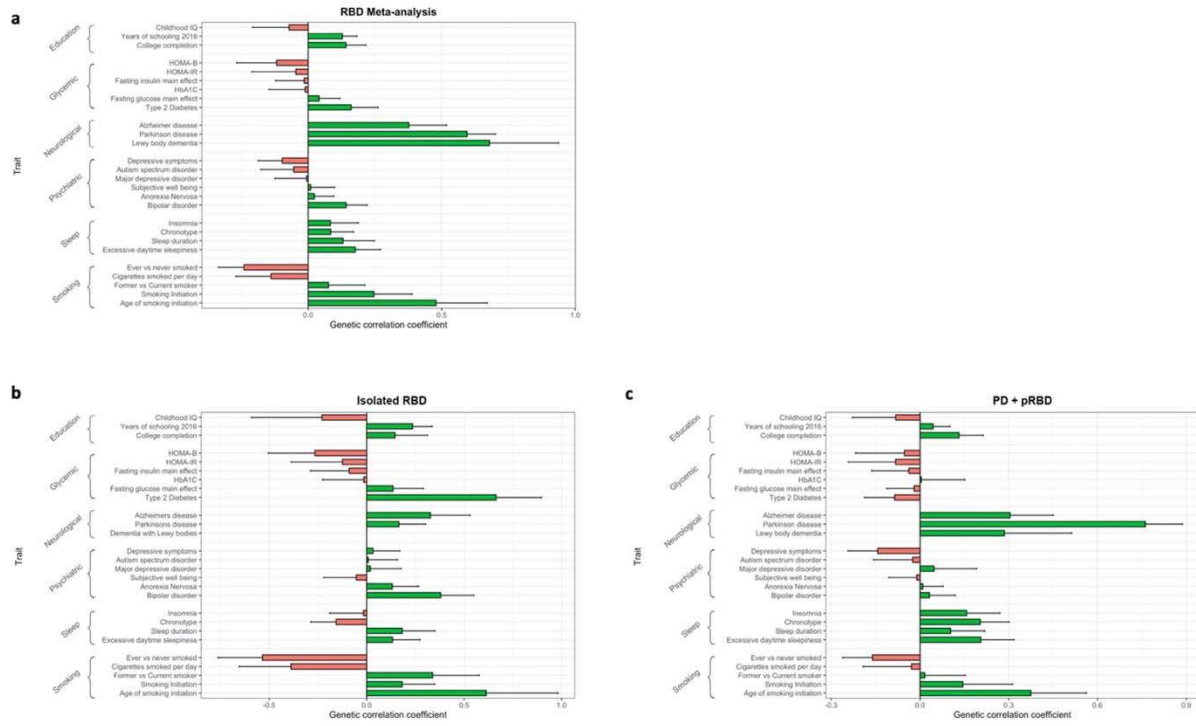 a
RBD Meta-analysis
Trait
Education
Childhood IQ
Years of schooling 2016
College completion
Glycemic
HOMA-B
HOMA-IR
Fasting insulin main effect
HbA1C
Fasting glucose main effect
Type 2 Diabetes
Neurological
Alzheimer disease
Parkinson disease
Lewy body dementia
Psychiatric
Depressive symptoms
Autism spectrum disorder
Major depressive disorder
Subjective well being
Anorexia Nervosa
Bipolar disorder
Sleep
Insomnia
Chronotype
Sleep duration
Excessive daytime sleepiness
Smoking
Ever vs never smoked
Cigarettes smoked per day
Former vs Current smoker
Smoking Initiation
Age of smoking initiation
0.0 0.5 1.0
Genetic correlation coefficient
b
Isolated RBD
Trait
Education
Childhood IQ
Years of schooling 2016
College completion
Glycemic
HOMA-B
HOMA-IR
Fasting insulin main effect
HbA1C
Fasting glucose main effect
Type 2 Diabetes
Neurological
Alzheimers disease
Parkinsons disease
Dementia with Lewy bodies
Psychiatric
Depressive symptoms
Autism spectrum disorder
Major depressive disorder
Subjective well being
Anorexia Nervosa
Bipolar disorder
Sleep
Insomnia
Chronotype
Sleep duration
Excessive daytime sleepiness
Smoking
Ever vs never smoked
Cigarettes smoked per day
Former vs Current smoker
Smoking Initiation
Age of smoking initiation
-0.5 0.0 0.5 1.0
Genetic correlation coefficient
c
PD + pRBD
Trait
Education
Childhood IQ
Years of schooling 2016
College completion
Glycemic
HOMA-B
HOMA-IR
Fasting insulin main effect
HbA1C
Fasting glucose main effect
Type 2 Diabetes
Neurological
Alzheimer disease
Parkinson disease
Lewy body dementia
Psychiatric
Depressive symptoms
Autism spectrum disorder
Major depressive disorder
Subjective well being
Anorexia Nervosa
Bipolar disorder
Sleep
Insomnia
Chronotype
Sleep duration
Excessive daytime sleepiness
Smoking
Ever vs never smoked
Cigarettes smoked per day
Former vs Current smoker
Smoking Initiation
Age of smoking initiation
-0.3 0.0 0.3 0.6 0.9
Genetic correlation coefficient